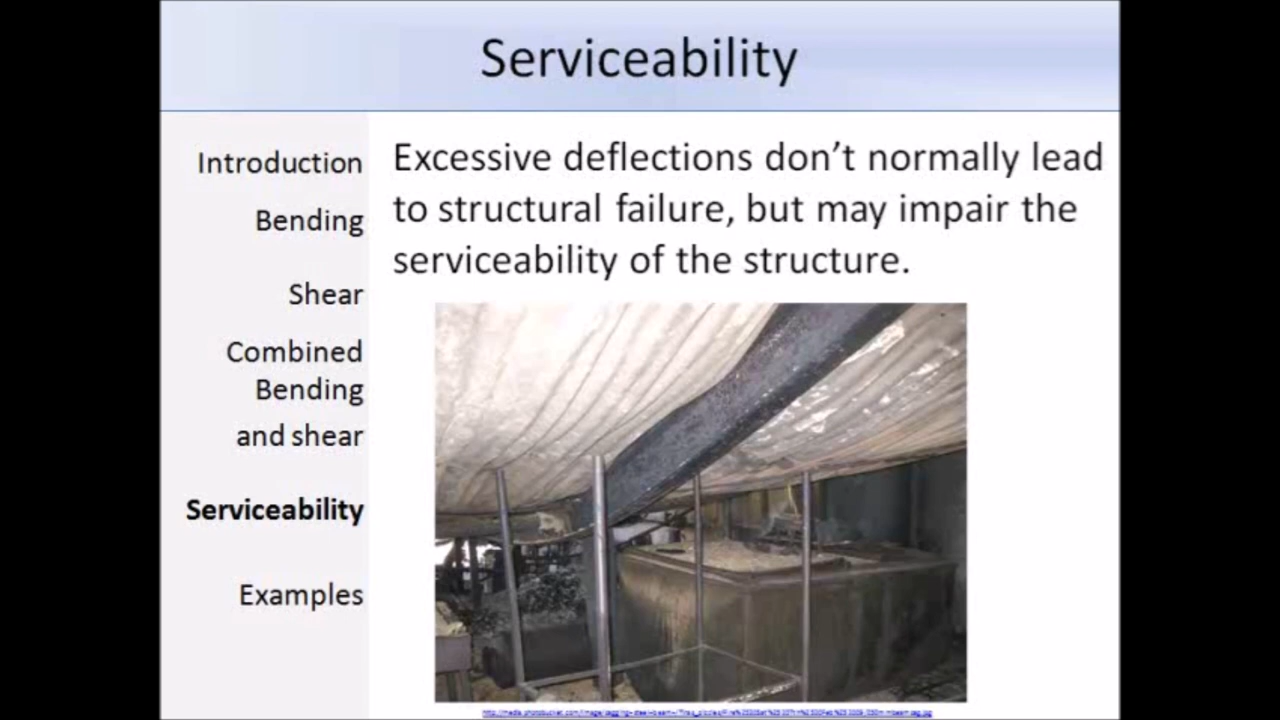 Serviceability
Introduction
Bending
Shear
Combined
Bending
and shear
Serviceability
Examples
Excessive deflections don’t normally lead
to structural failure, but may impair the
serviceability of the structure.